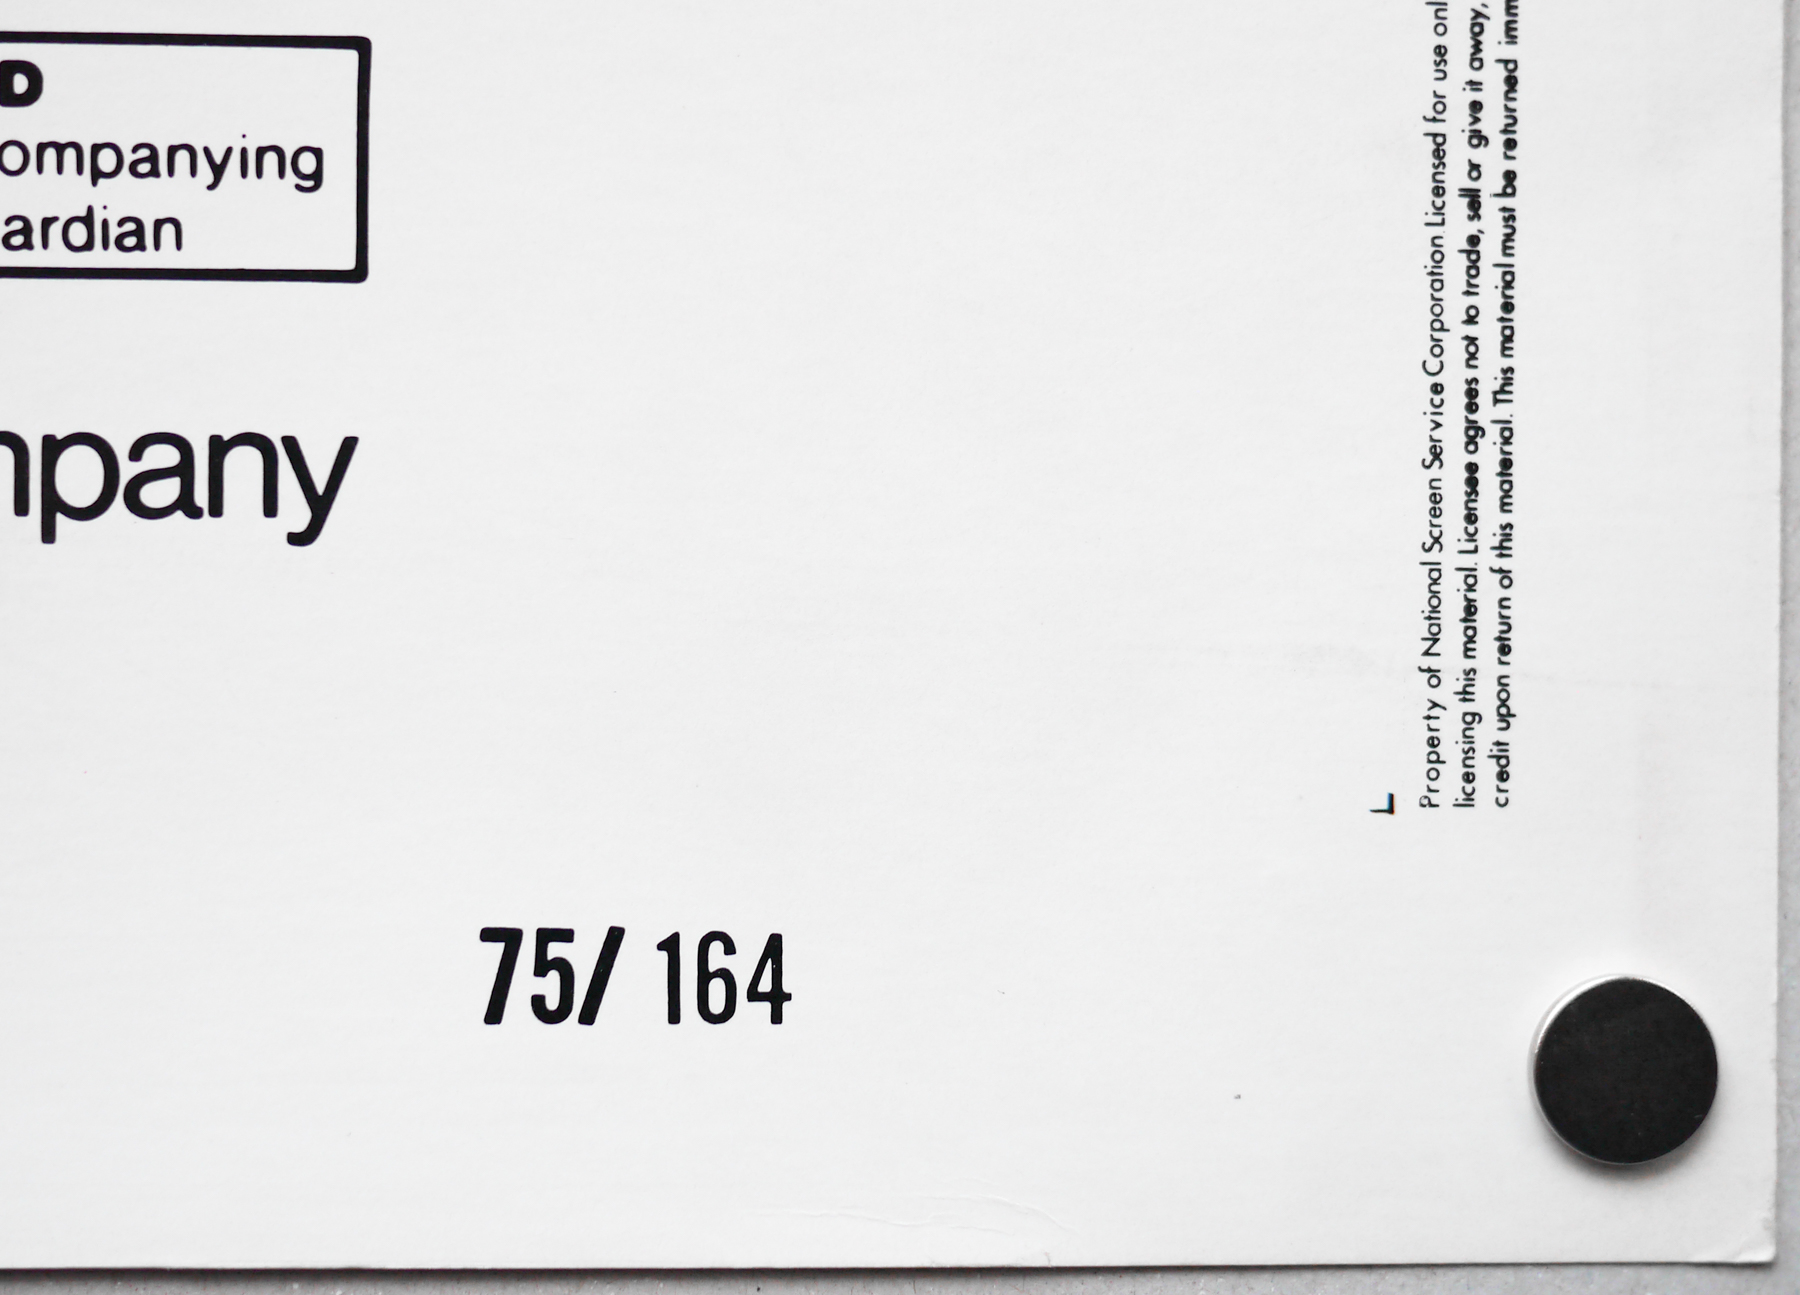 D
ompanying
ardian
mpany
75/ 164
L
Property of National Screen Service Corporation. Licensed for use onl
licensing this material. Licensee agrees not to trade, sell or give it away,
credit upon return of this material. This material must be returned imm